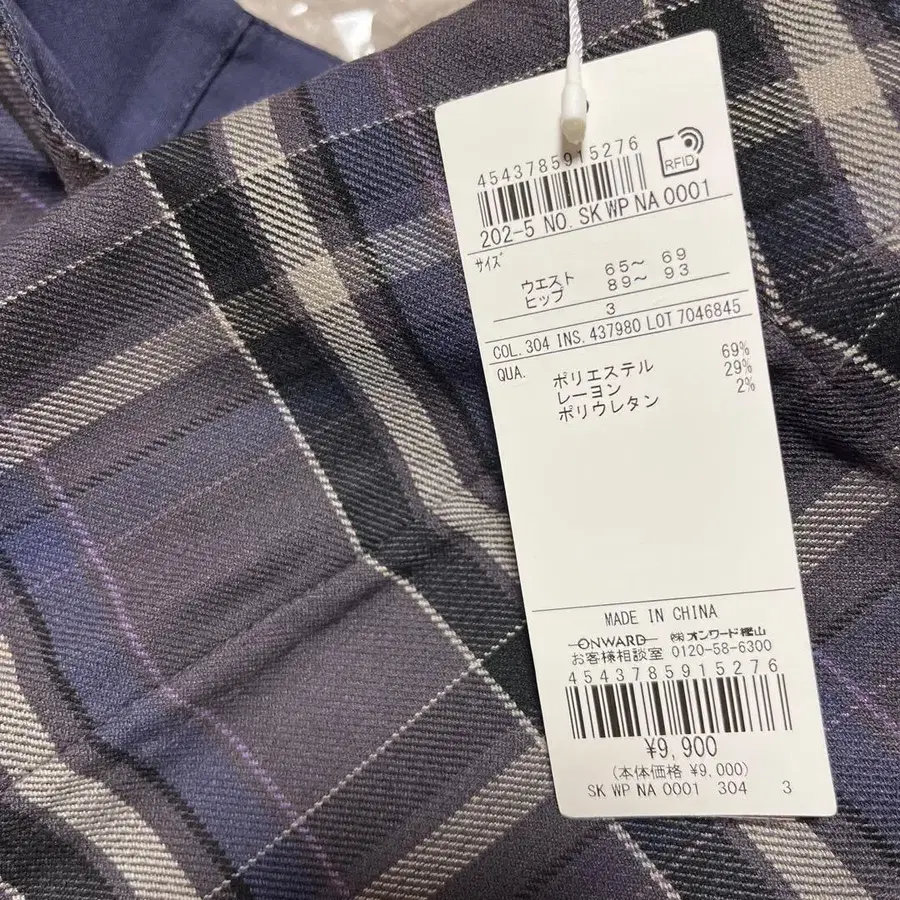 4543785915276
RFID
202-5 NO. SK WP NA 0001
サイズ
ウエスト 65～ 69
ヒップ 89～ 93
3
COL. 304 INS. 437980 LOT 7046845
QUA.
ポリエステル 69%
レーヨン 29%
ポリウレタン 2%
MADE IN CHINA
ONWARD ㈱オンワード樫山
お客様相談室 0120-58-6300
4543785915276
¥9,900
(本体価格 ¥9,000)
SK WP NA 0001 304 3